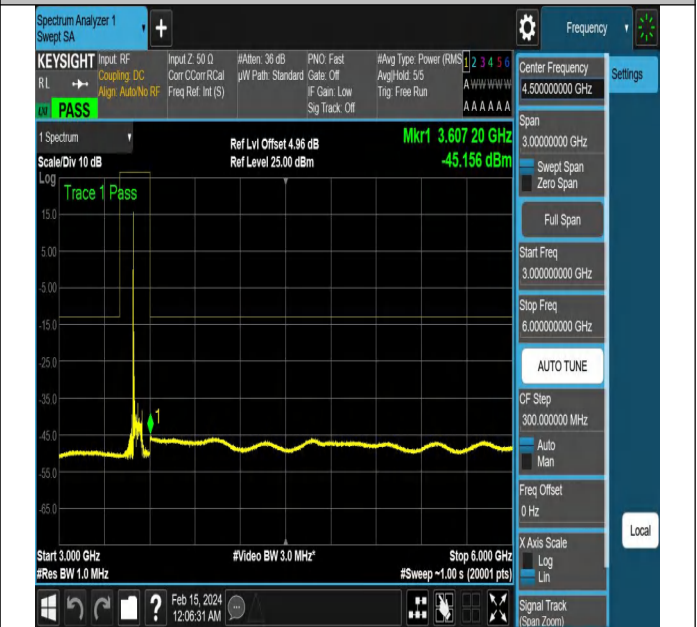 Spectrum Analyzer 1
Swept SA
+
Frequency
KEYSIGHT
RL
PASS
Input: RF
Coupling: DC
Align: Auto/No RF
Input Z: 50 Ω
Corr CCorr RCal
Freq Ref: Int (S)
#Atten: 36 dB
µW Path: Standard
PNO: Fast
Gate: Off
IF Gain: Low
Sig Track: Off
#Avg Type: Power (RMS
Avg|Hold: 5/5
Trig: Free Run
1 2 3 4 5 6
A W W W W W
A A A A A A
1 Spectrum
Scale/Div 10 dB
Log
Ref Lvl Offset 4.96 dB
Ref Level 25.00 dBm
Mkr1 3.607 20 GHz
-45.156 dBm
Trace 1 Pass
15.0
5.00
-5.00
-15.0
-25.0
-35.0
-45.0
-55.0
-65.0
1
Start 3.000 GHz
#Res BW 1.0 MHz
#Video BW 3.0 MHz*
Stop 6.000 GHz
#Sweep ~1.00 s (20001 pts)
Feb 15, 2024
12:06:31 AM
?
Center Frequency
4.500000000 GHz
Settings
Span
3.00000000 GHz
Swept Span
Zero Span
Full Span
Start Freq
3.000000000 GHz
Stop Freq
6.000000000 GHz
AUTO TUNE
CF Step
300.000000 MHz
Auto
Man
Freq Offset
0 Hz
X Axis Scale
Log
Lin
Local
Signal Track
(Span Zoom)